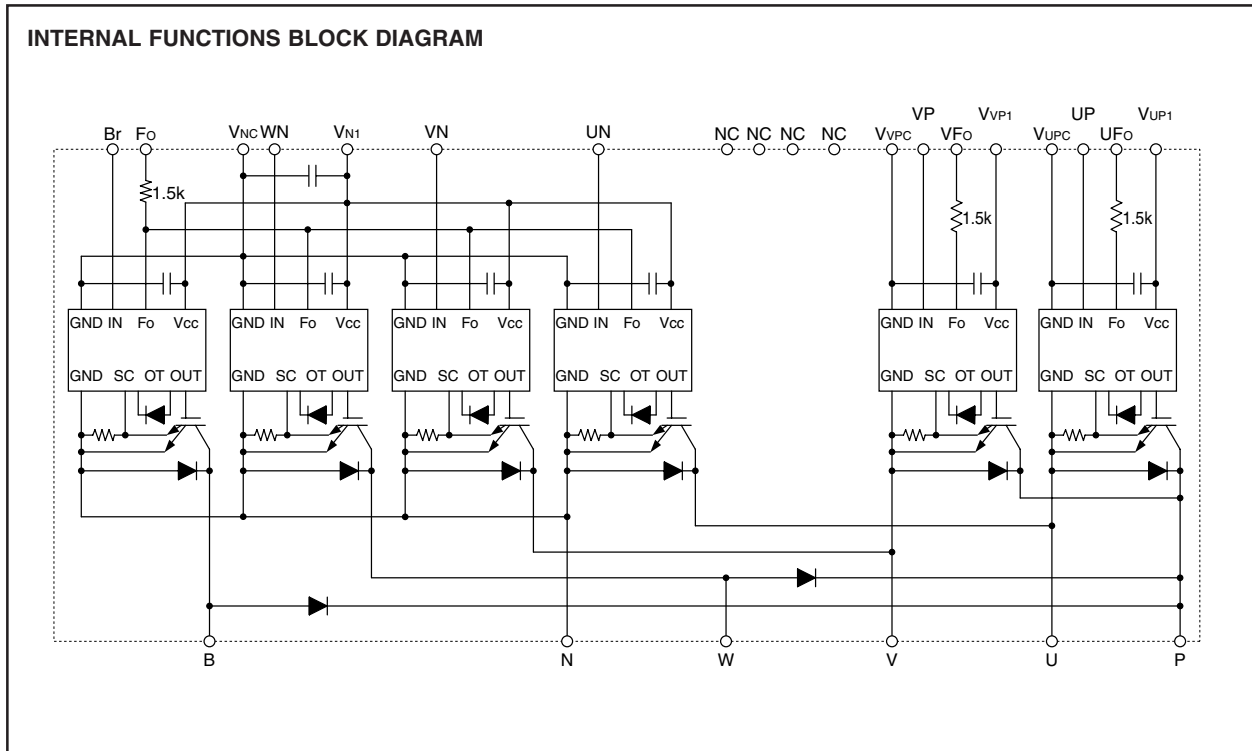 INTERNAL FUNCTIONS BLOCK DIAGRAM
VP VVP1 UP VUP1
Br FO VNC WN VN1 VN UN NC NC NC NC VVPC VFO VUPC UFO
1.5k
1.5k 1.5k
GND IN FO VCC GND IN FO VCC GND IN FO VCC GND IN FO VCC GND IN FO VCC GND IN FO VCC
GND SC OT OUT GND SC OT OUT GND SC OT OUT GND SC OT OUT GND SC OT OUT GND SC OT OUT
B N W V U P